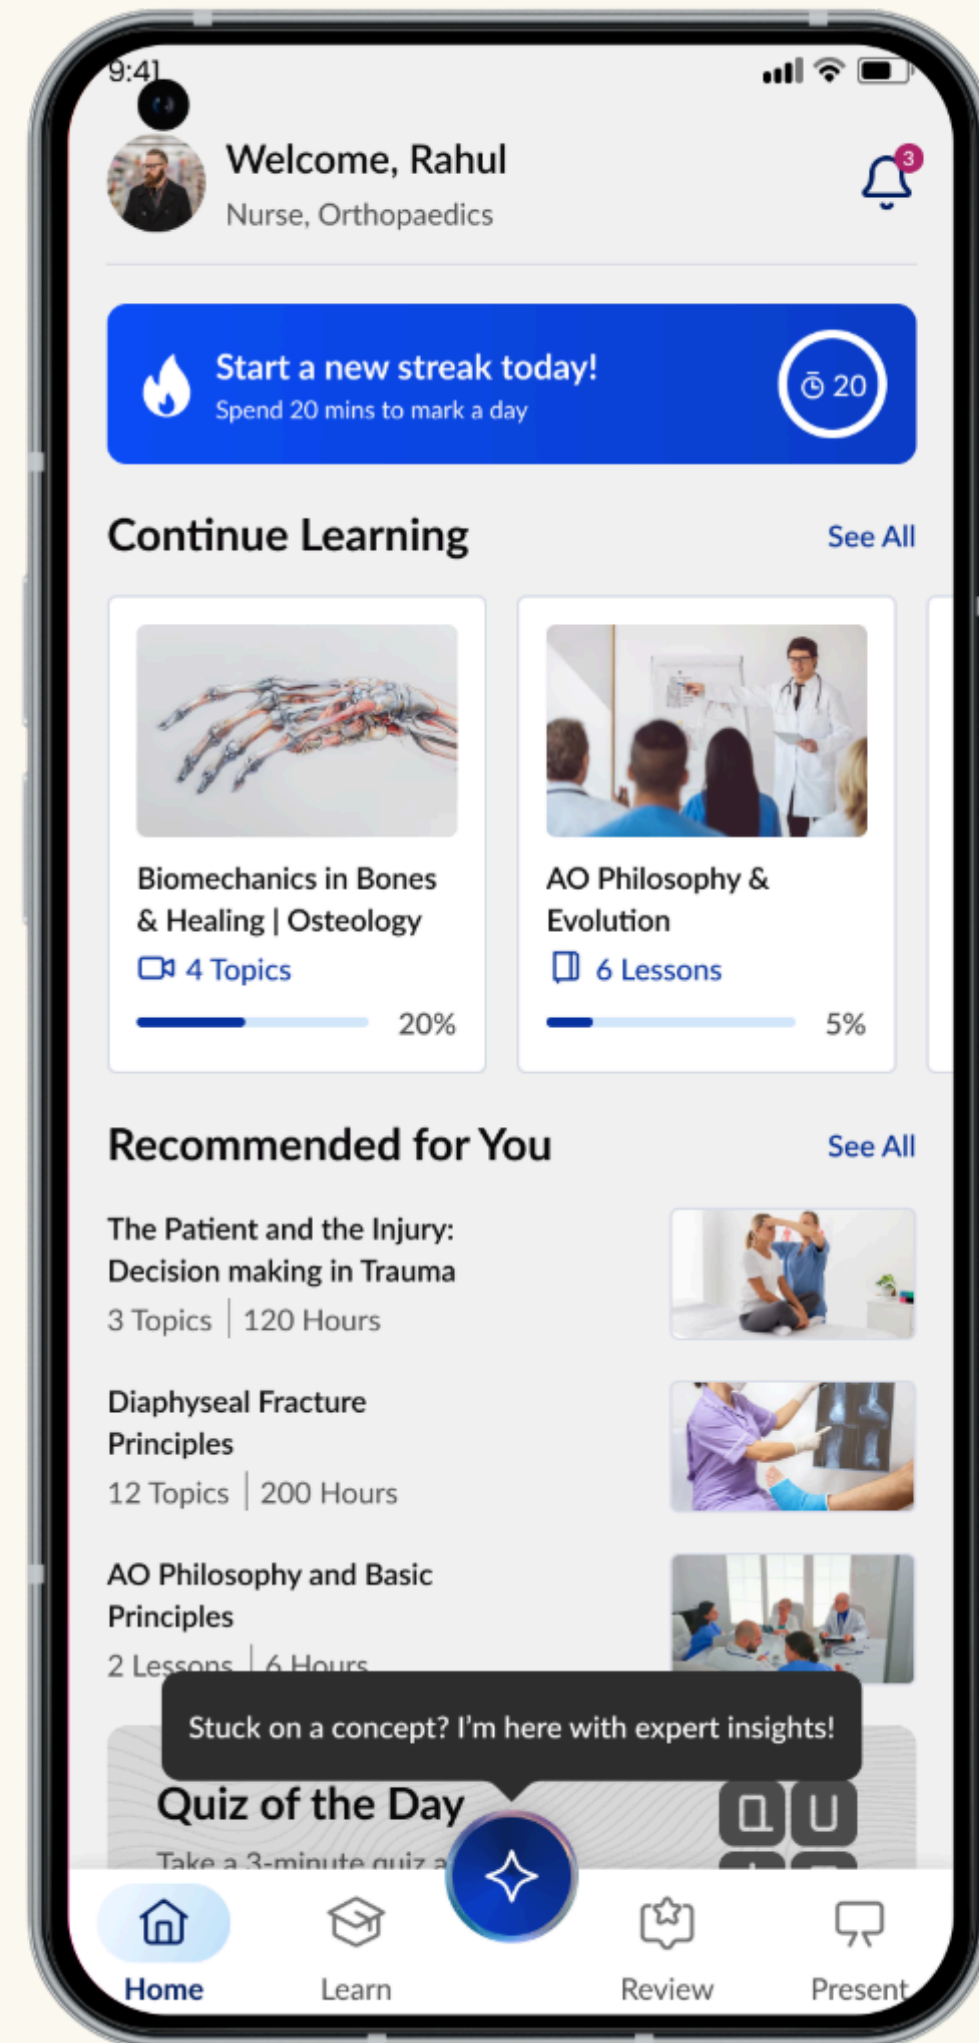 9:41
Welcome, Rahul
3
Nurse, Orthopaedics
Start a new streak today!
Spend 20 mins to mark a day
20
Continue Learning
See All
Biomechanics in Bones
& Healing | Osteology
4 Topics
20%
AO Philosophy &
Evolution
6 Lessons
5%
Recommended for You
See All
The Patient and the Injury:
Decision making in Trauma
3 Topics | 120 Hours
Diaphyseal Fracture
Principles
12 Topics | 200 Hours
AO Philosophy and Basic
Principles
2 Lessons | 6 Hours
Stuck on a concept? I'm here with expert insights!
Quiz of the Day
Q U
Take a 3-minute quiz a
Home
Learn
Review
Present